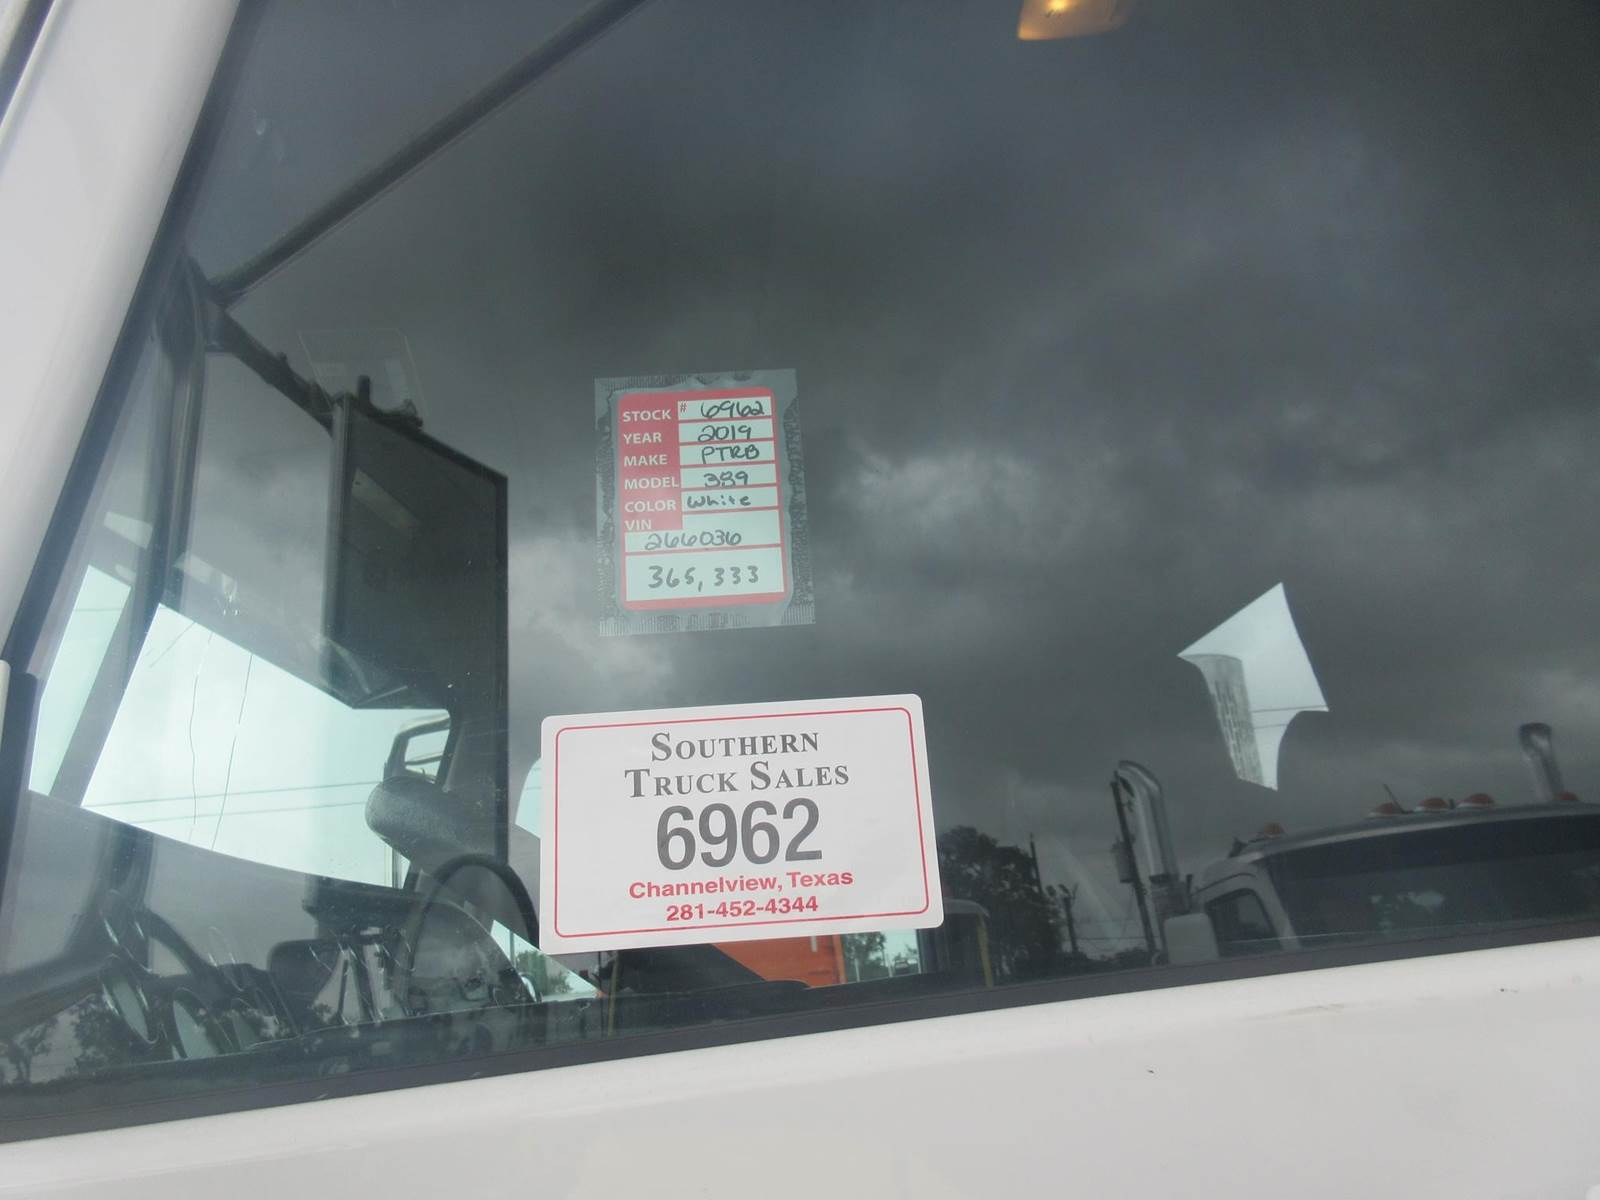 STOCK # 6962
YEAR 2019
MAKE PTRB
MODEL 389
COLOR White
VIN
266036
365,333
SOUTHERN
TRUCK SALES
6962
Channelview, Texas
281-452-4344